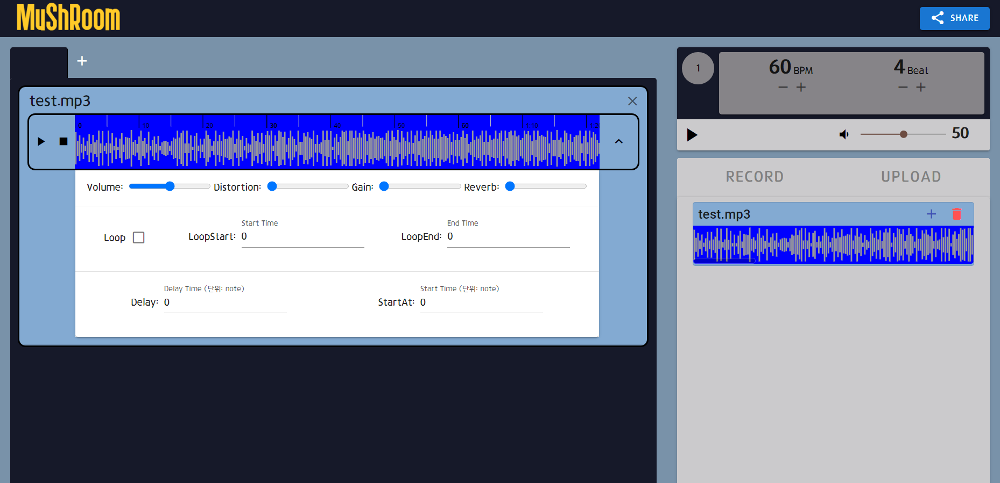 MuShRoom
SHARE
+
test.mp3
0 10 20 30 40 50 60 1:10
Volume: Distortion: Gain: Reverb:
Start Time
End Time
Loop LoopStart: 0 LoopEnd: 0
Delay Time (단위: note)
Start Time (단위: note)
Delay: 0 StartAt: 0
1
60 BPM 4 Beat
− + − +
50
RECORD UPLOAD
test.mp3 +